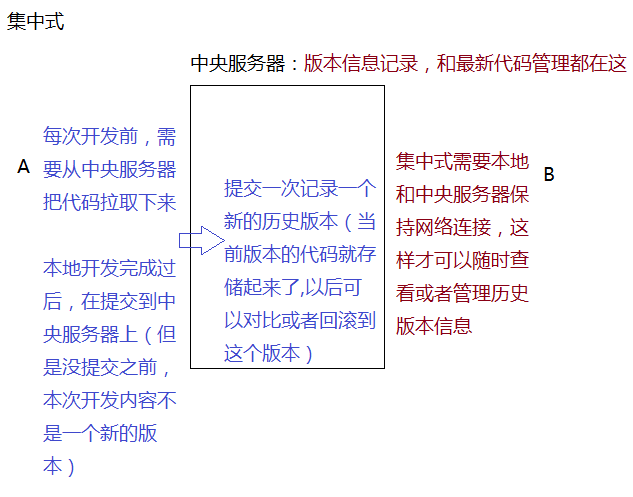 集中式
中央服务器：版本信息记录，和最新代码管理都在这
A
每次开发前，需
要从中央服务器
把代码拉取下来
本地开发完成过
后，在提交到中
央服务器上（但
是没提交之前，
本次开发内容不
是一个新的版
本）
提交一次记录一个
新的历史版本（当
前版本的代码就存
储起来了,以后可
以对比或者回滚到
这个版本）
集中式需要本地
和中央服务器保
持网络连接，这
样才可以随时查
看或者管理历史
版本信息
B